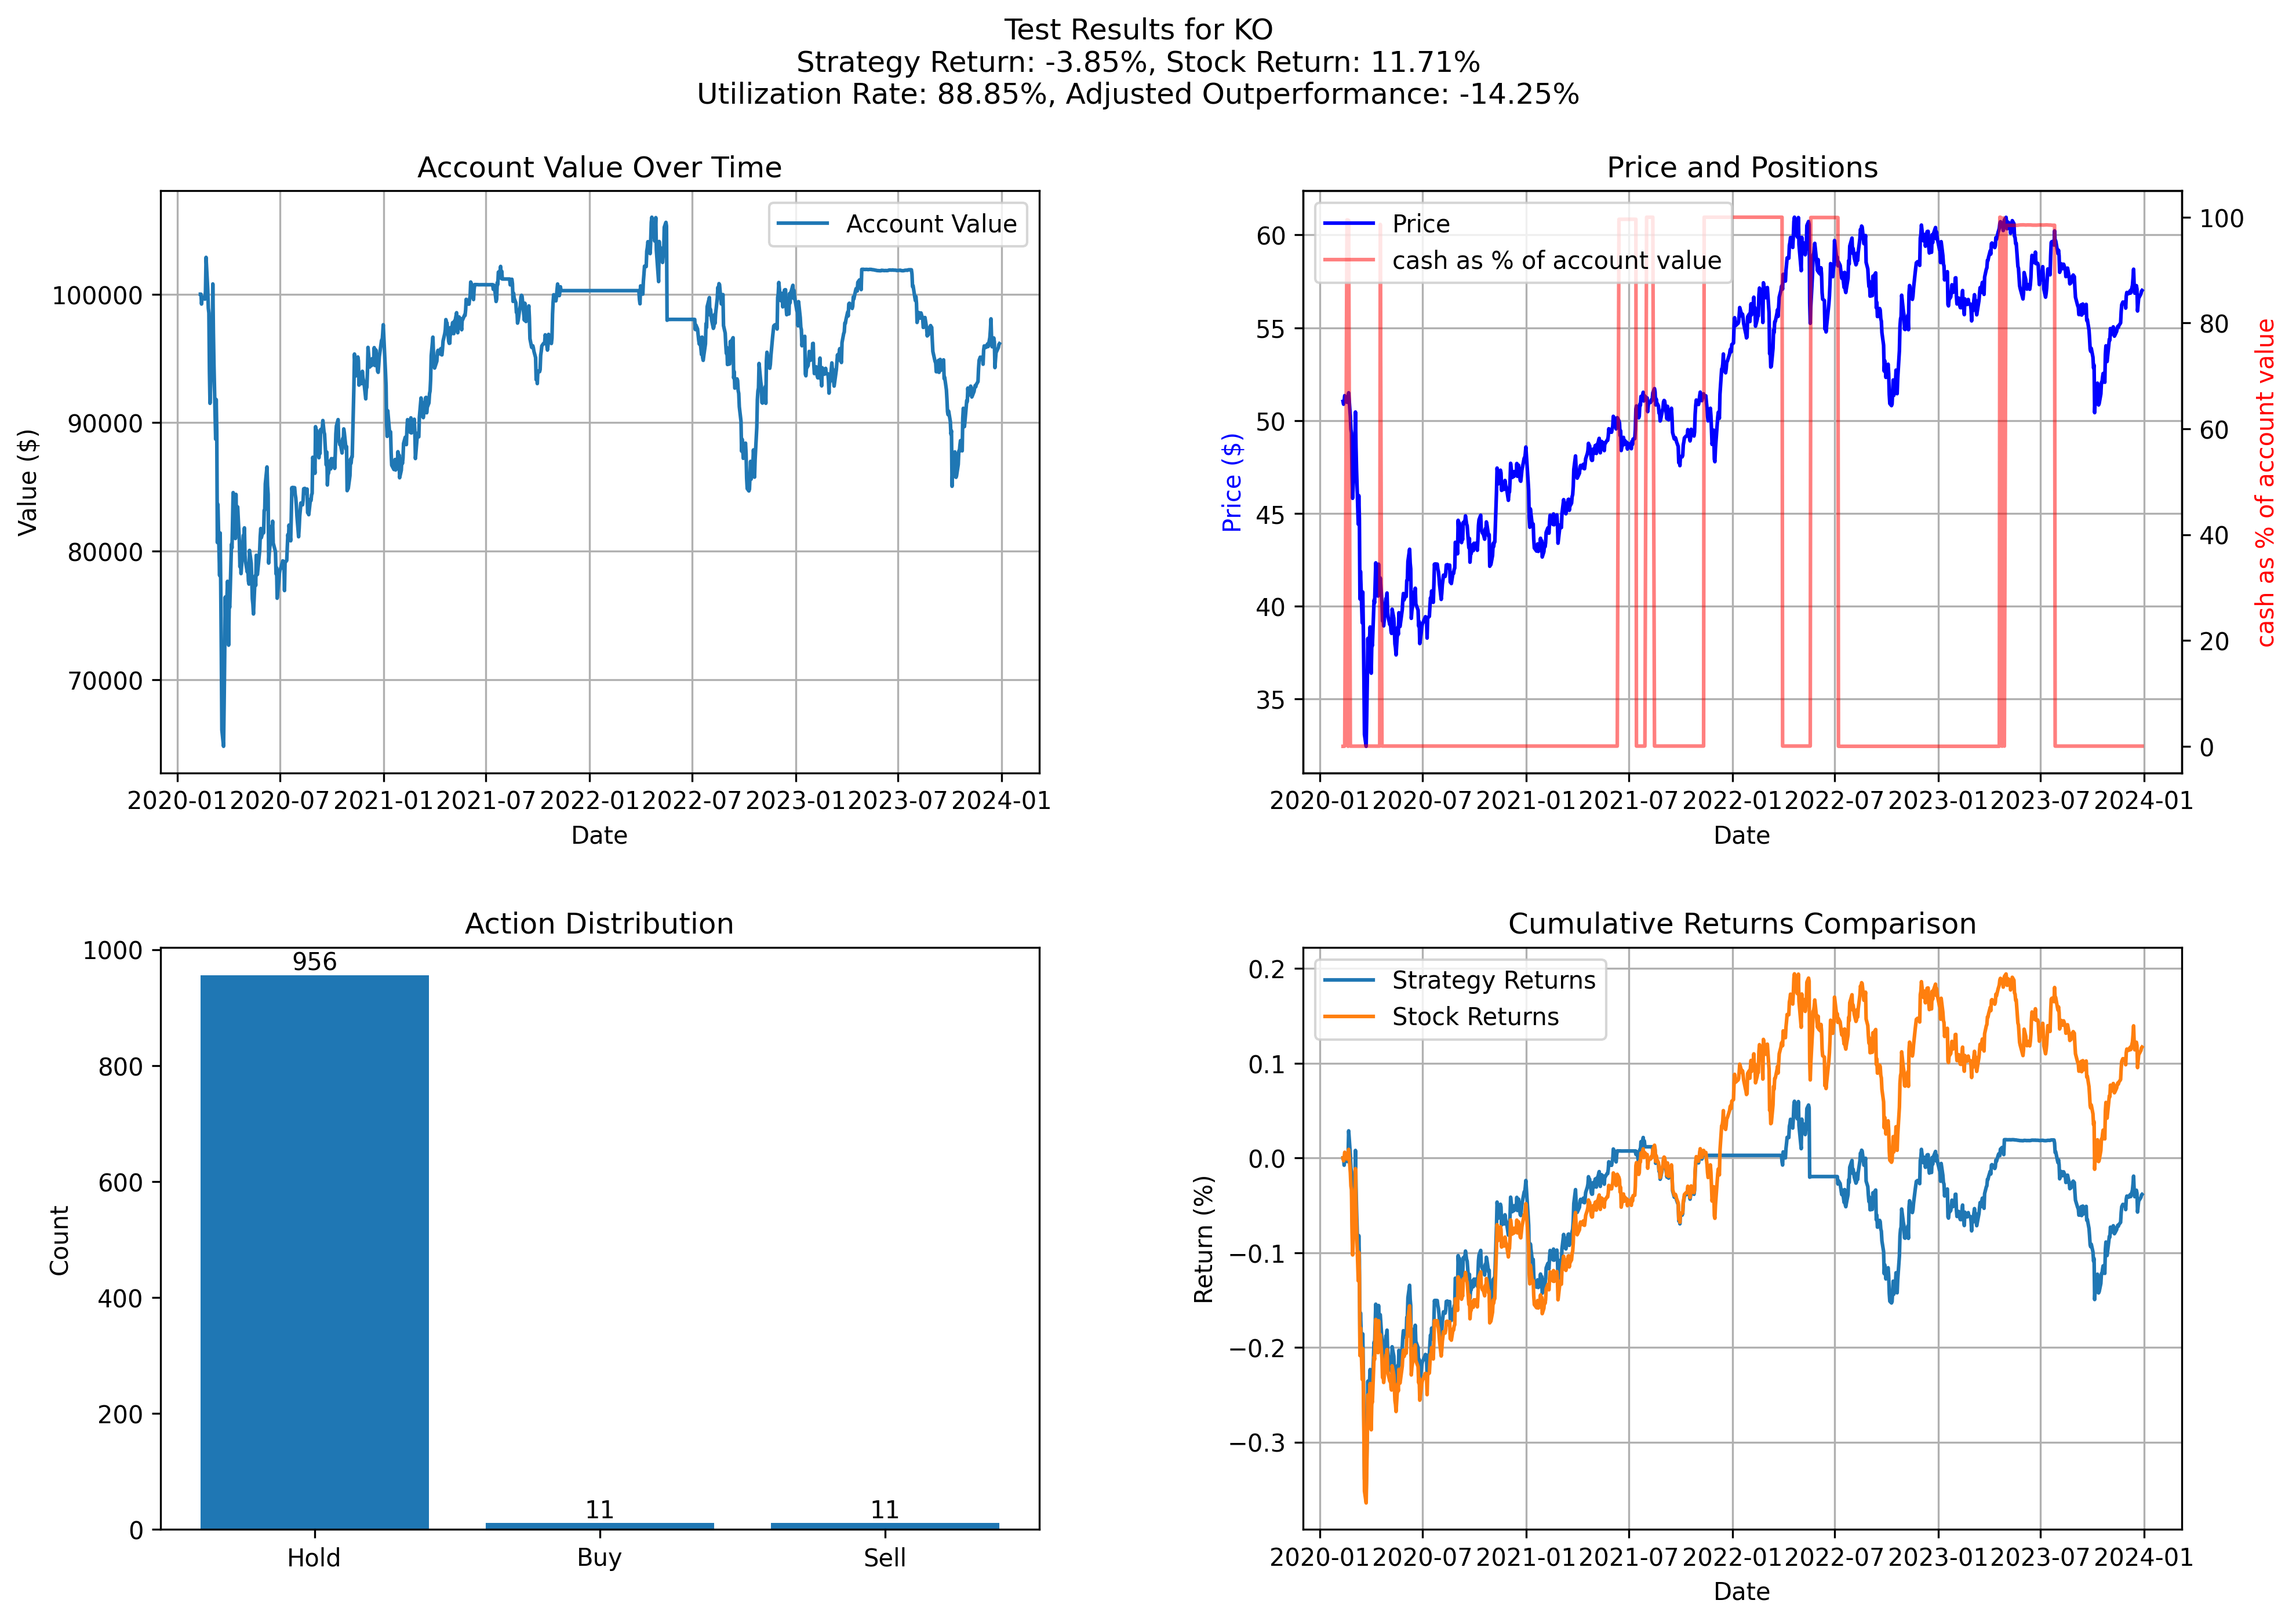 Test Results for KO
Strategy Return: -3.85%, Stock Return: 11.71%
Utilization Rate: 88.85%, Adjusted Outperformance: -14.25%
Account Value Over Time
Account Value
100000
90000
80000
70000
Value ($)
2020-01 2020-07 2021-01 2021-07 2022-01 2022-07 2023-01 2023-07 2024-01
Date
Price and Positions
Price
cash as % of account value
60
55
50
45
40
35
Price ($)
100
80
60
40
20
0
cash as % of account value
2020-01 2020-07 2021-01 2021-07 2022-01 2022-07 2023-01 2023-07 2024-01
Date
Action Distribution
1000
800
600
400
200
0
Count
956
11
11
Hold Buy Sell
Cumulative Returns Comparison
Strategy Returns
Stock Returns
0.2
0.1
0.0
−0.1
−0.2
−0.3
Return (%)
2020-01 2020-07 2021-01 2021-07 2022-01 2022-07 2023-01 2023-07 2024-01
Date